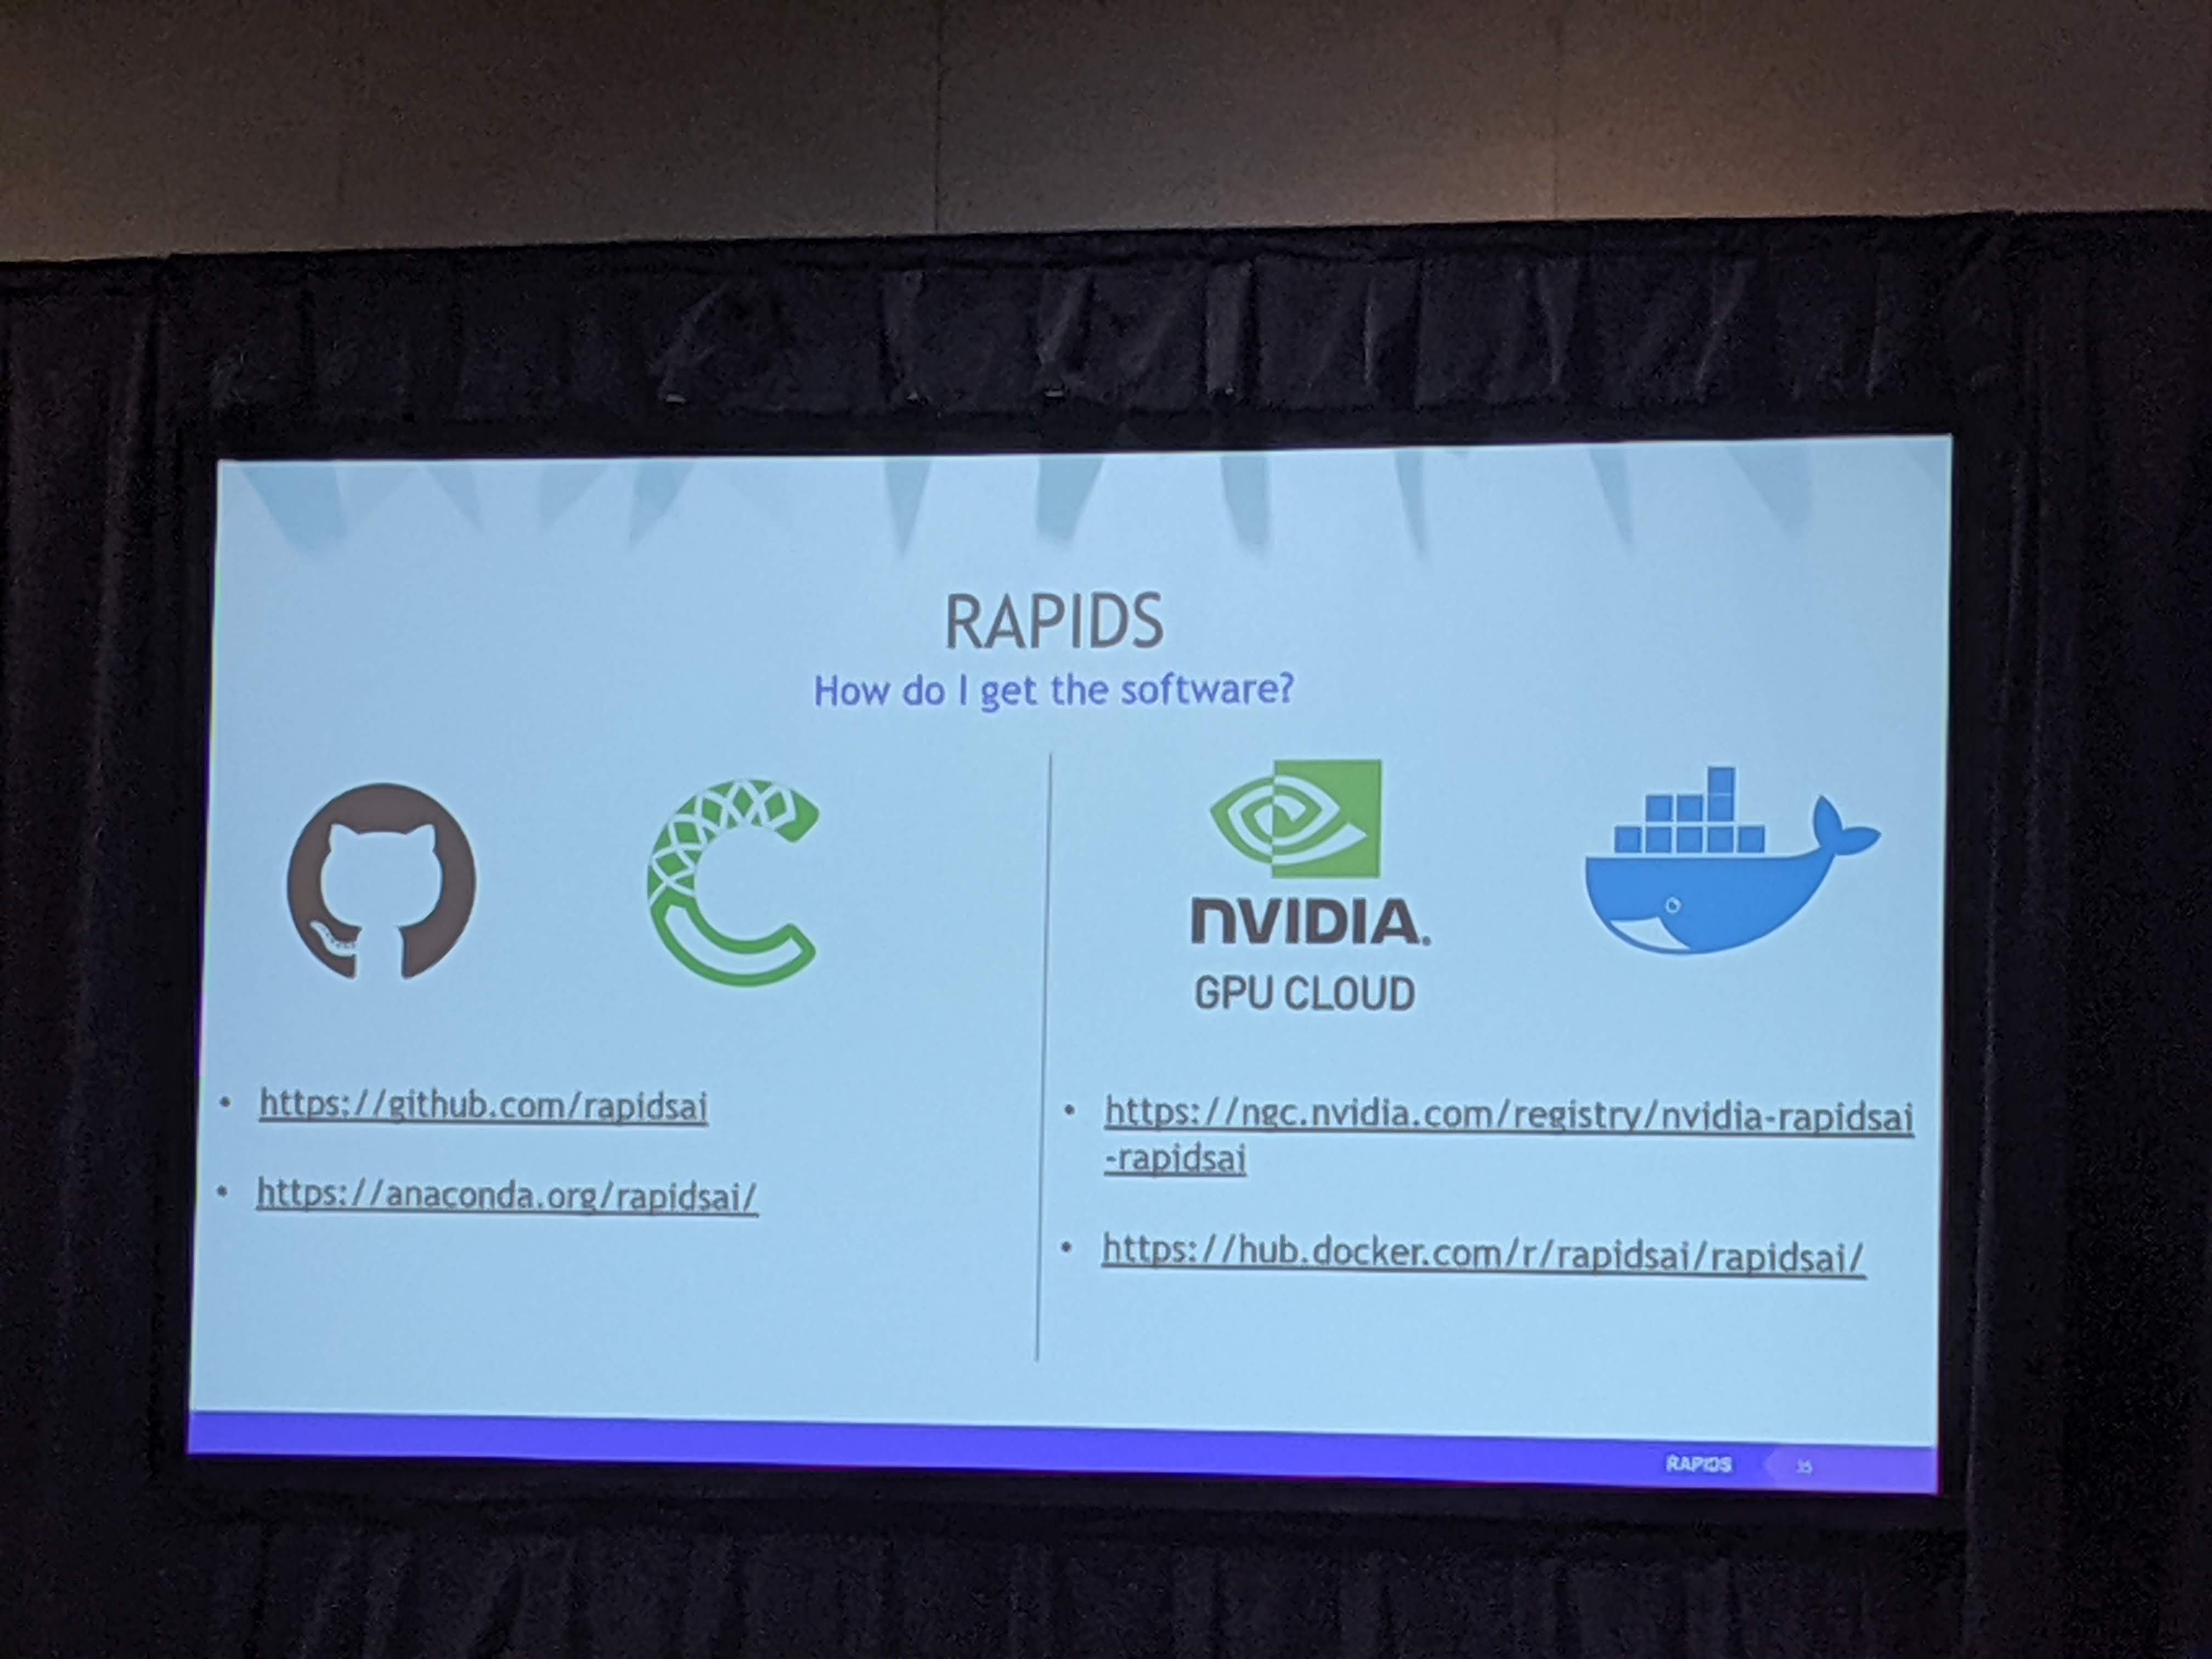 RAPIDS
How do I get the software?
nVIDIA.
GPU CLOUD
• https://github.com/rapidsai
• https://anaconda.org/rapidsai/
• https://ngc.nvidia.com/registry/nvidia-rapidsai
-rapidsai
• https://hub.docker.com/r/rapidsai/rapidsai/
RAPIDS